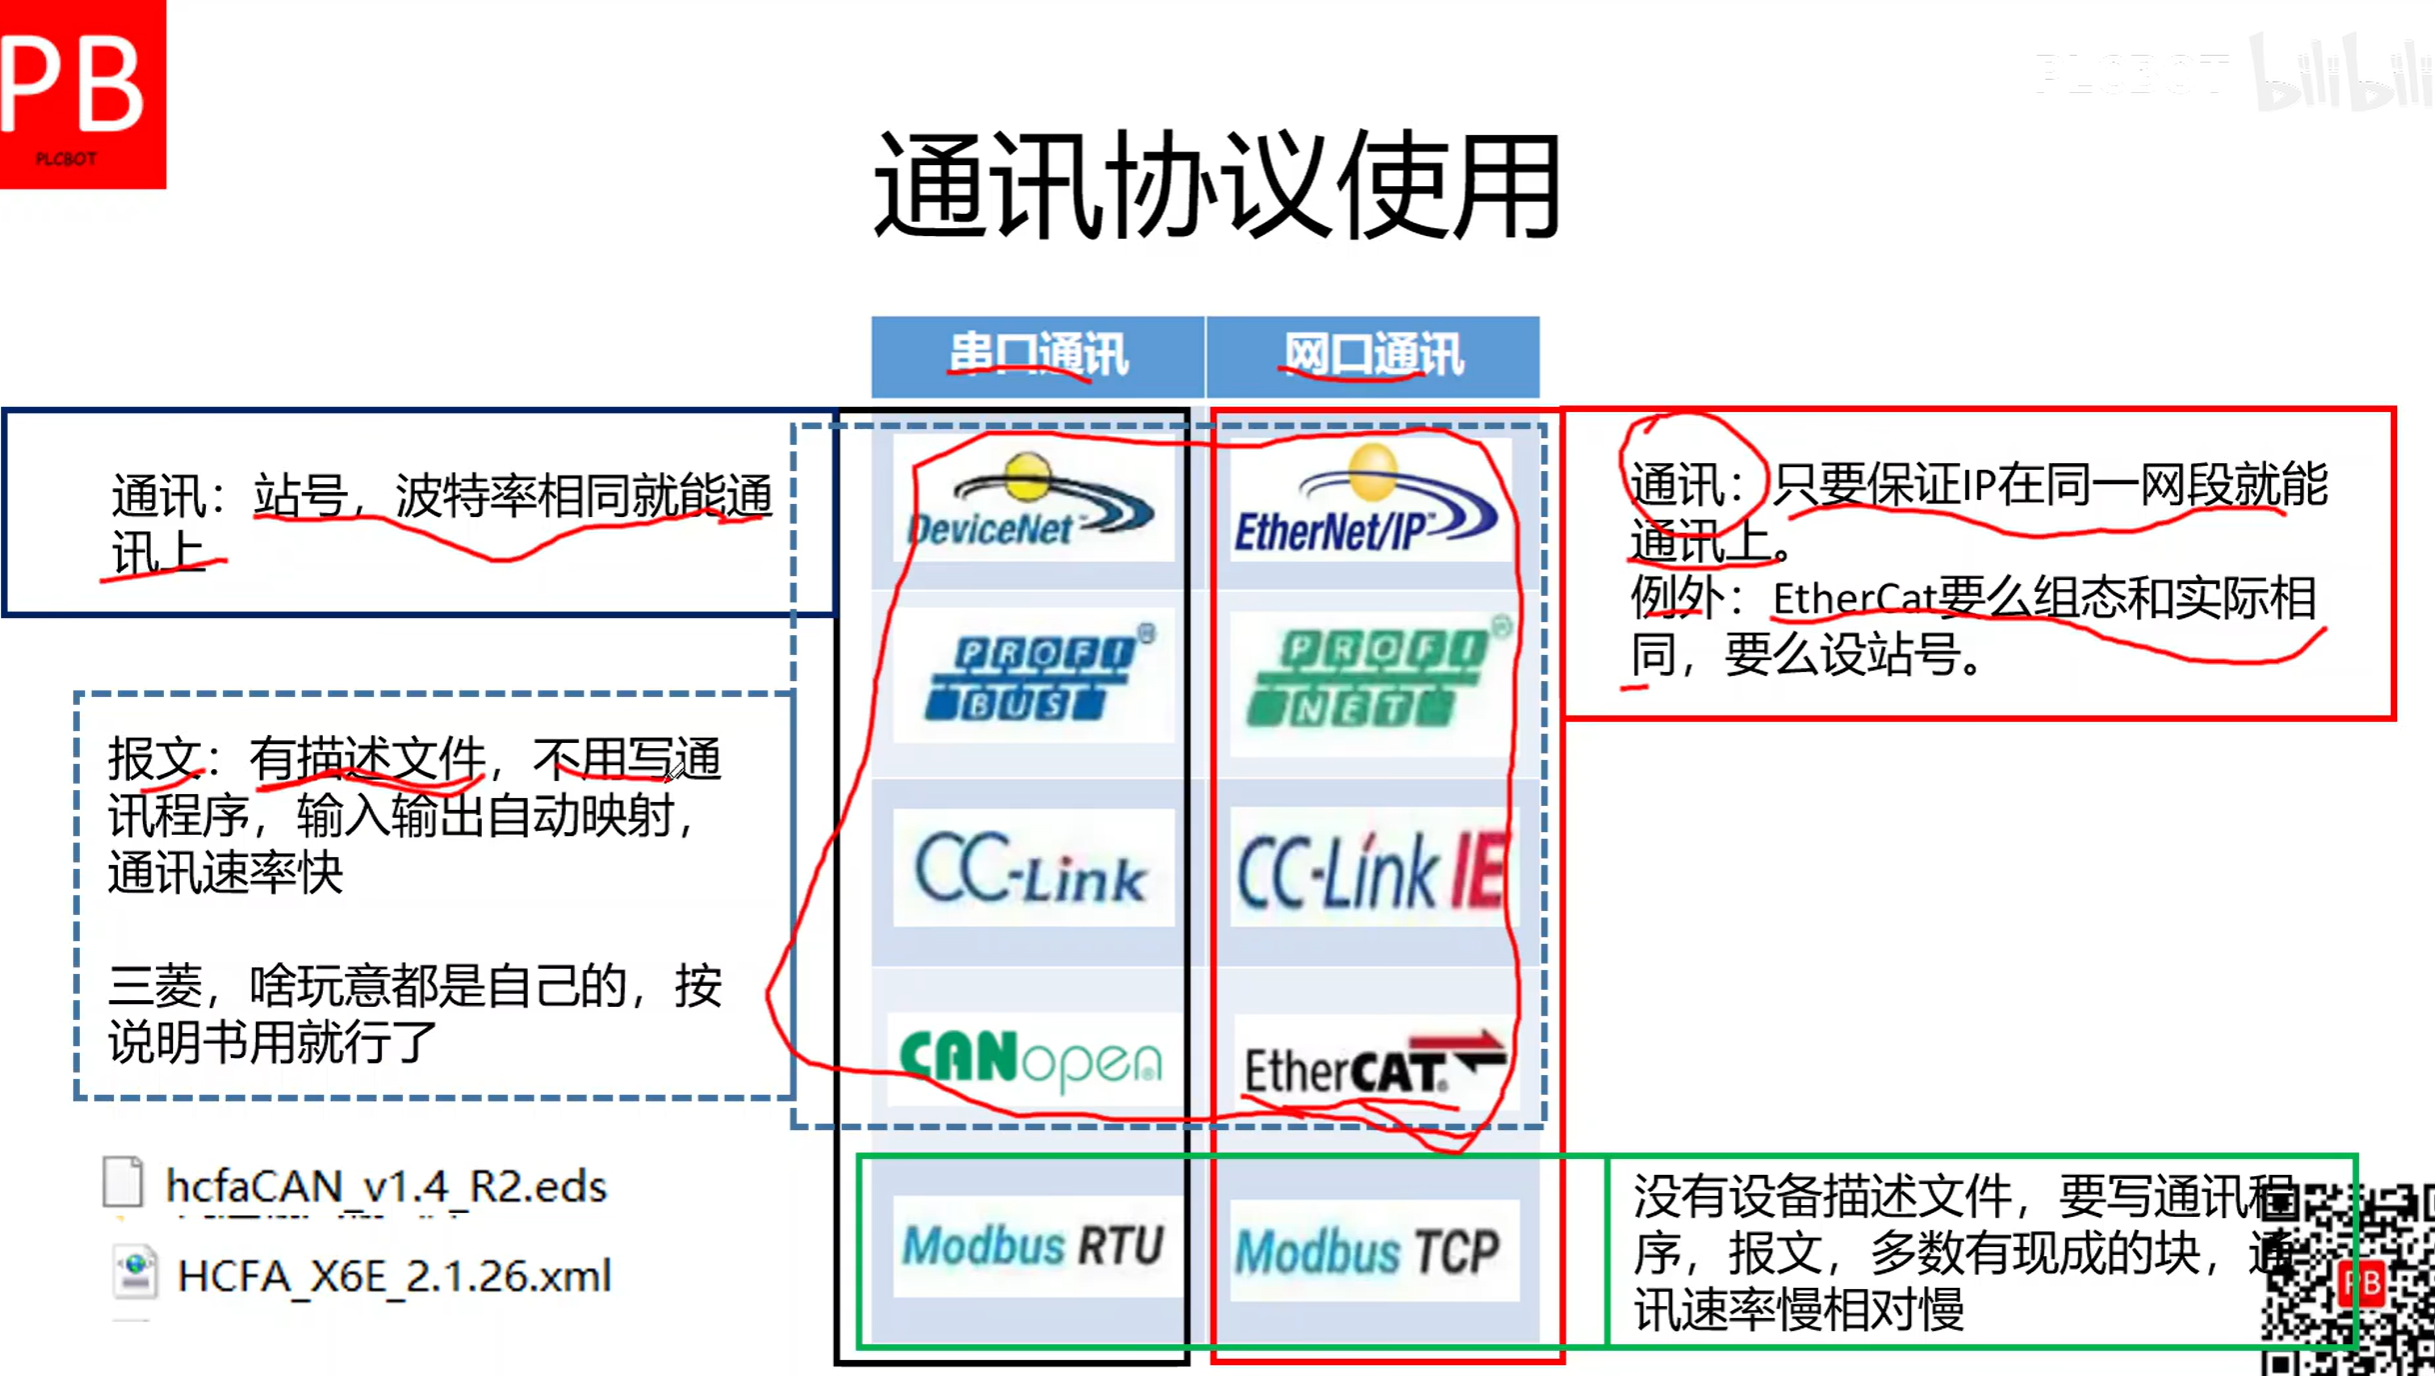 PB
PLCBOT
PLCBOT bilibili
通讯协议使用
串口通讯
网口通讯
通讯：站号，波特率相同就能通
讯上
DeviceNet™
EtherNet/IP™
通讯：只要保证IP在同一网段就能
通讯上。
例外：EtherCat要么组态和实际相
同，要么设站号。
PROFI®
BUS
PROFI®
NET
报文：有描述文件，不用写通
讯程序，输入输出自动映射，
通讯速率快
三菱，啥玩意都是自己的，按
说明书用就行了
CC-Link
CC-Link IE
CANopen®
EtherCAT®
hcfaCAN_v1.4_R2.eds
HCFA_X6E_2.1.26.xml
Modbus RTU
Modbus TCP
没有设备描述文件，要写通讯程
序，报文，多数有现成的块，通
讯速率慢相对慢
PB